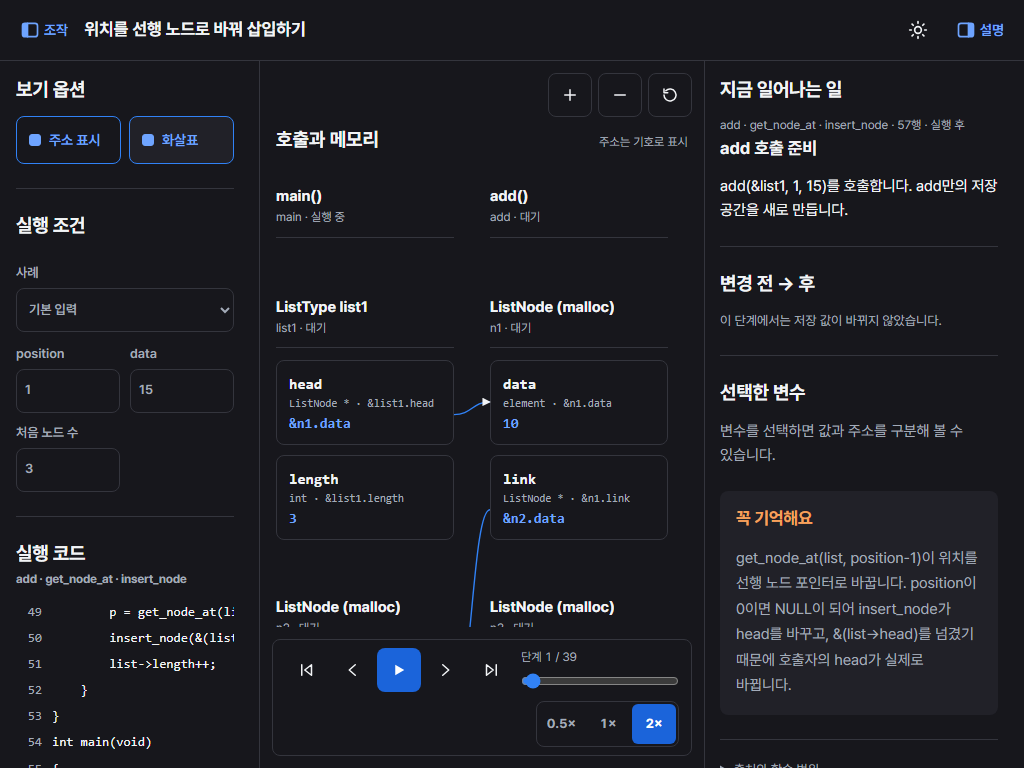 조작
위치를 선행 노드로 바꿔 삽입하기
설명
보기 옵션
주소 표시
화살표
실행 조건
사례
기본 입력
position
data
1
15
처음 노드 수
3
실행 코드
add · get_node_at · insert_node
49 p = get_node_at(li
50 insert_node(&(list
51 list->length++;
52 }
53 }
54 int main(void)
55 {
호출과 메모리
주소는 기호로 표시
main()
main · 실행 중
add()
add · 대기
ListType list1
list1 · 대기
ListNode (malloc)
n1 · 대기
head
ListNode * · &list1.head
&n1.data
data
element · &n1.data
10
length
int · &list1.length
3
link
ListNode * · &n1.link
&n2.data
ListNode (malloc)
n2 · 대기
ListNode (malloc)
단계 1 / 39
0.5×
1×
2×
지금 일어나는 일
add · get_node_at · insert_node · 57행 · 실행 후
add 호출 준비
add(&list1, 1, 15)를 호출합니다. add만의 저장
공간을 새로 만듭니다.
변경 전 → 후
이 단계에서는 저장 값이 바뀌지 않았습니다.
선택한 변수
변수를 선택하면 값과 주소를 구분해 볼 수
있습니다.
꼭 기억해요
get_node_at(list, position-1)이 위치를
선행 노드 포인터로 바꿉니다. position이
0이면 NULL이 되어 insert_node가
head를 바꾸고, &(list→head)를 넘겼기
때문에 호출자의 head가 실제로
바뀝니다.